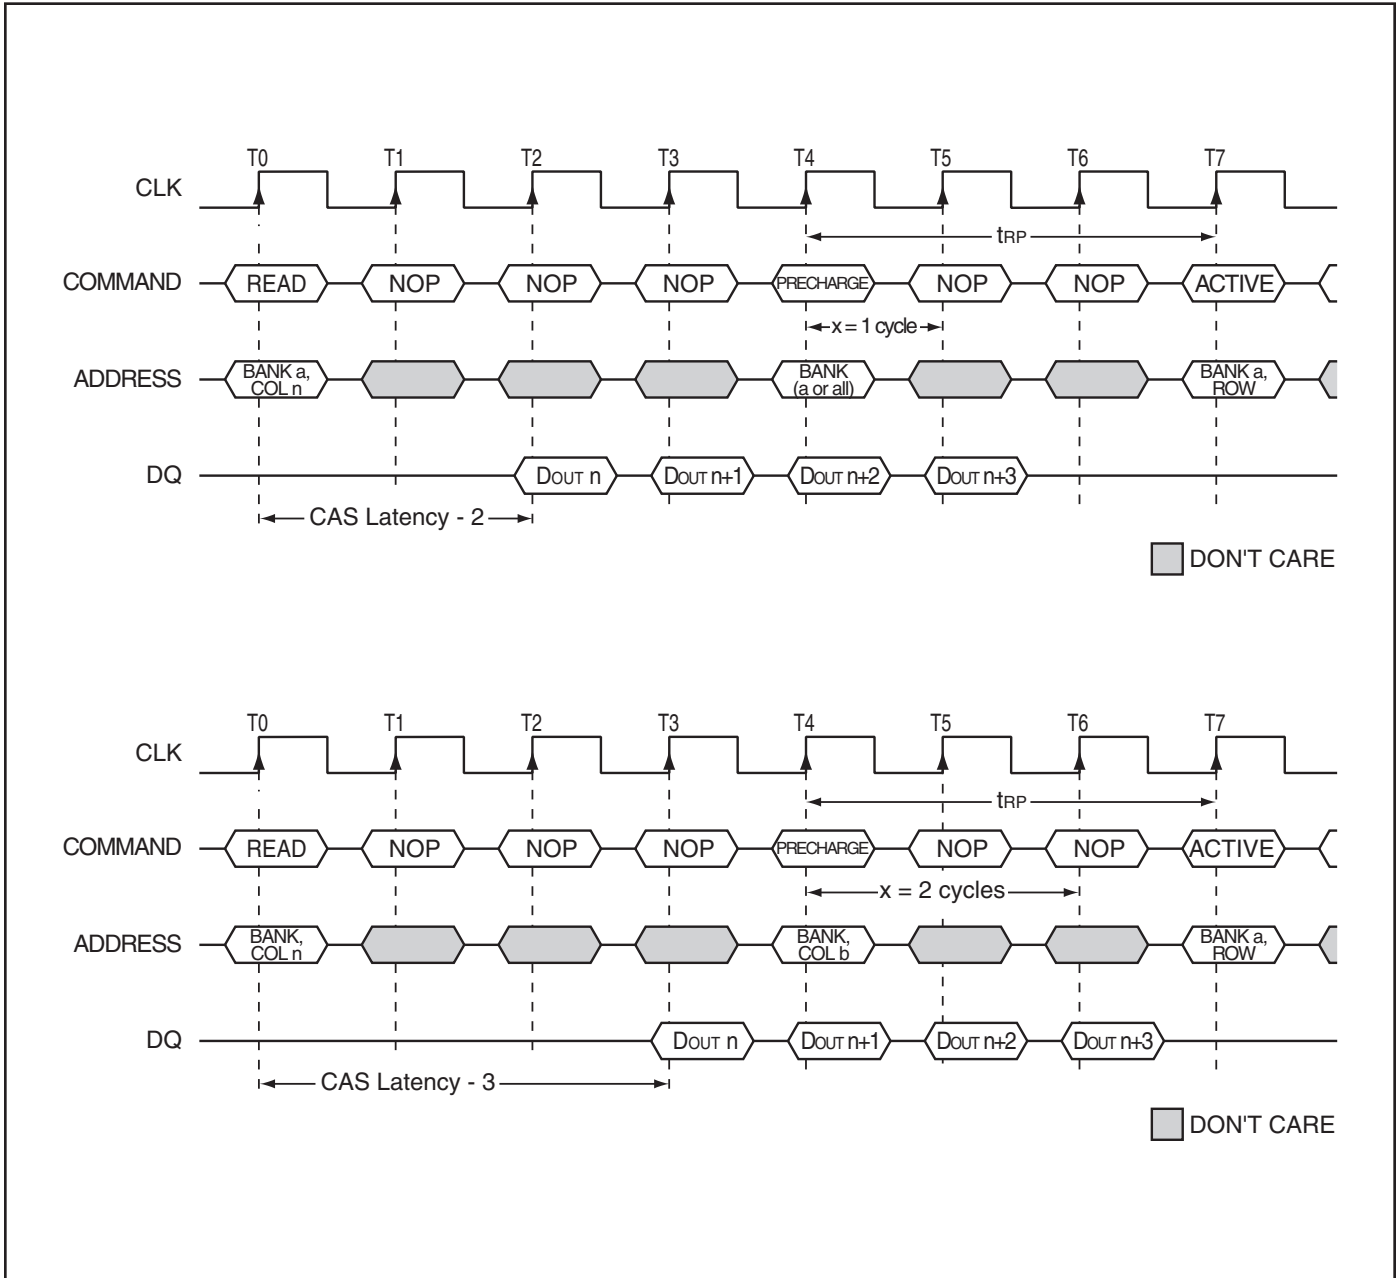 T0 T1 T2 T3 T4 T5 T6 T7
CLK
tRP
COMMAND READ NOP NOP NOP PRECHARGE NOP NOP ACTIVE
x = 1 cycle
ADDRESS BANK a, COL n BANK (a or all) BANK a, ROW
DQ DOUT n DOUT n+1 DOUT n+2 DOUT n+3
CAS Latency - 2
DON'T CARE
T0 T1 T2 T3 T4 T5 T6 T7
CLK
tRP
COMMAND READ NOP NOP NOP PRECHARGE NOP NOP ACTIVE
x = 2 cycles
ADDRESS BANK, COL n BANK, COL b BANK a, ROW
DQ DOUT n DOUT n+1 DOUT n+2 DOUT n+3
CAS Latency - 3
DON'T CARE